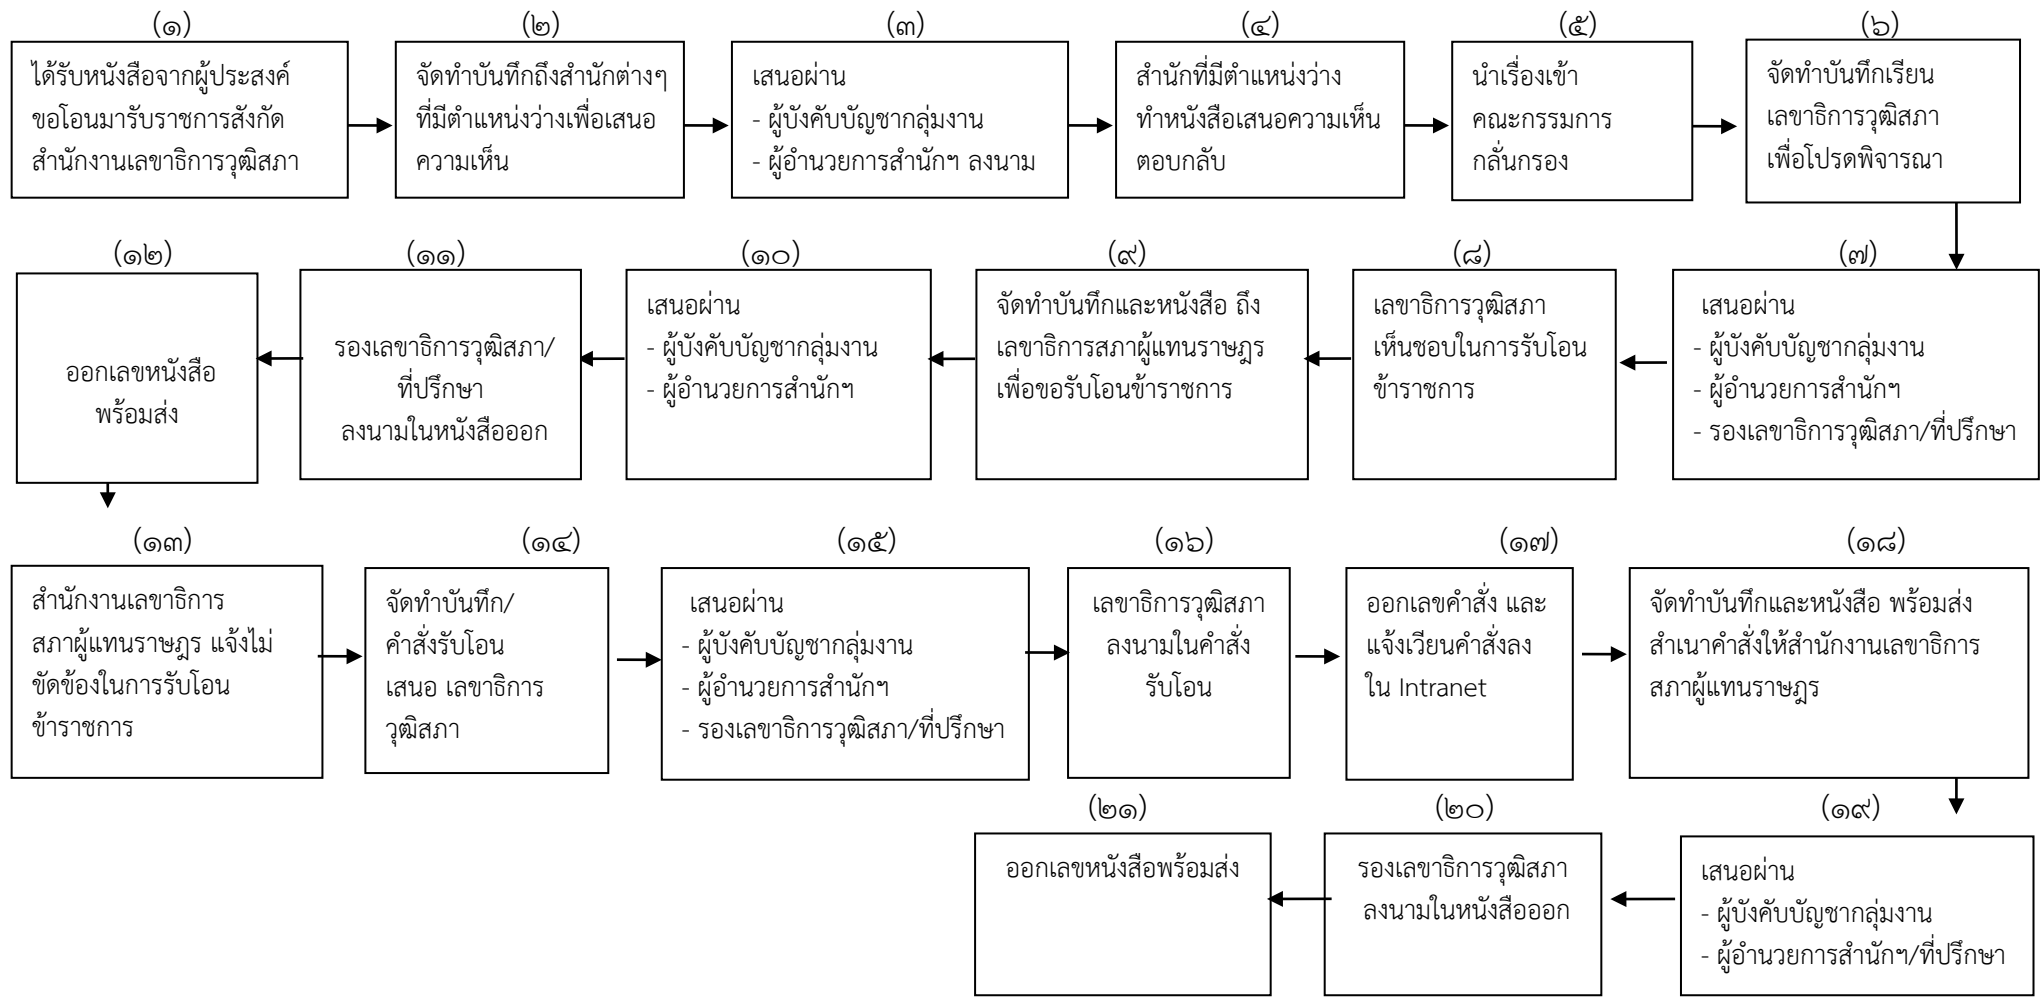 (๑)
ได้รับหนังสือจากผู้ประสงค์
ขอโอนมารับราชการสังกัด
สำนักงานเลขาธิการวุฒิสภา
(๒)
จัดทำบันทึกถึงสำนักต่างๆ
ที่มีตำแหน่งว่างเพื่อเสนอ
ความเห็น
(๓)
เสนอผ่าน
- ผู้บังคับบัญชากลุ่มงาน
- ผู้อำนวยการสำนักฯ ลงนาม
(๔)
สำนักที่มีตำแหน่งว่าง
ทำหนังสือเสนอความเห็น
ตอบกลับ
(๕)
นำเรื่องเข้า
คณะกรรมการ
กลั่นกรอง
(๖)
จัดทำบันทึกเรียน
เลขาธิการวุฒิสภา
เพื่อโปรดพิจารณา
(๗)
เสนอผ่าน
- ผู้บังคับบัญชากลุ่มงาน
- ผู้อำนวยการสำนักฯ
- รองเลขาธิการวุฒิสภา/ที่ปรึกษา
(๘)
เลขาธิการวุฒิสภา
เห็นชอบในการรับโอน
ข้าราชการ
(๙)
จัดทำบันทึกและหนังสือ ถึง
เลขาธิการสภาผู้แทนราษฎร
เพื่อขอรับโอนข้าราชการ
(๑๐)
เสนอผ่าน
- ผู้บังคับบัญชากลุ่มงาน
- ผู้อำนวยการสำนักฯ
(๑๑)
รองเลขาธิการวุฒิสภา/
ที่ปรึกษา
ลงนามในหนังสือออก
(๑๒)
ออกเลขหนังสือ
พร้อมส่ง
(๑๓)
สำนักงานเลขาธิการ
สภาผู้แทนราษฎร แจ้งไม่
ขัดข้องในการรับโอน
ข้าราชการ
(๑๔)
จัดทำบันทึก/
คำสั่งรับโอน
เสนอ เลขาธิการ
วุฒิสภา
(๑๕)
เสนอผ่าน
- ผู้บังคับบัญชากลุ่มงาน
- ผู้อำนวยการสำนักฯ
- รองเลขาธิการวุฒิสภา/ที่ปรึกษา
(๑๖)
เลขาธิการวุฒิสภา
ลงนามในคำสั่ง
รับโอน
(๑๗)
ออกเลขคำสั่ง และ
แจ้งเวียนคำสั่งลง
ใน Intranet
(๑๘)
จัดทำบันทึกและหนังสือ พร้อมส่ง
สำเนาคำสั่งให้สำนักงานเลขาธิการ
สภาผู้แทนราษฎร
(๑๙)
เสนอผ่าน
- ผู้บังคับบัญชากลุ่มงาน
- ผู้อำนวยการสำนักฯ/ที่ปรึกษา
(๒๐)
รองเลขาธิการวุฒิสภา
ลงนามในหนังสือออก
(๒๑)
ออกเลขหนังสือพร้อมส่ง